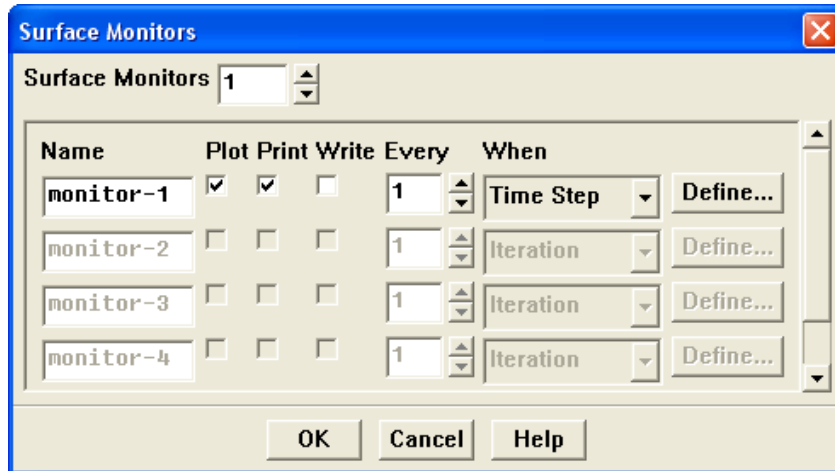 Surface Monitors
Surface Monitors 1
Name Plot Print Write Every When
monitor-1 1 Time Step Define...
monitor-2 1 Iteration Define...
monitor-3 1 Iteration Define...
monitor-4 1 Iteration Define...
OK Cancel Help